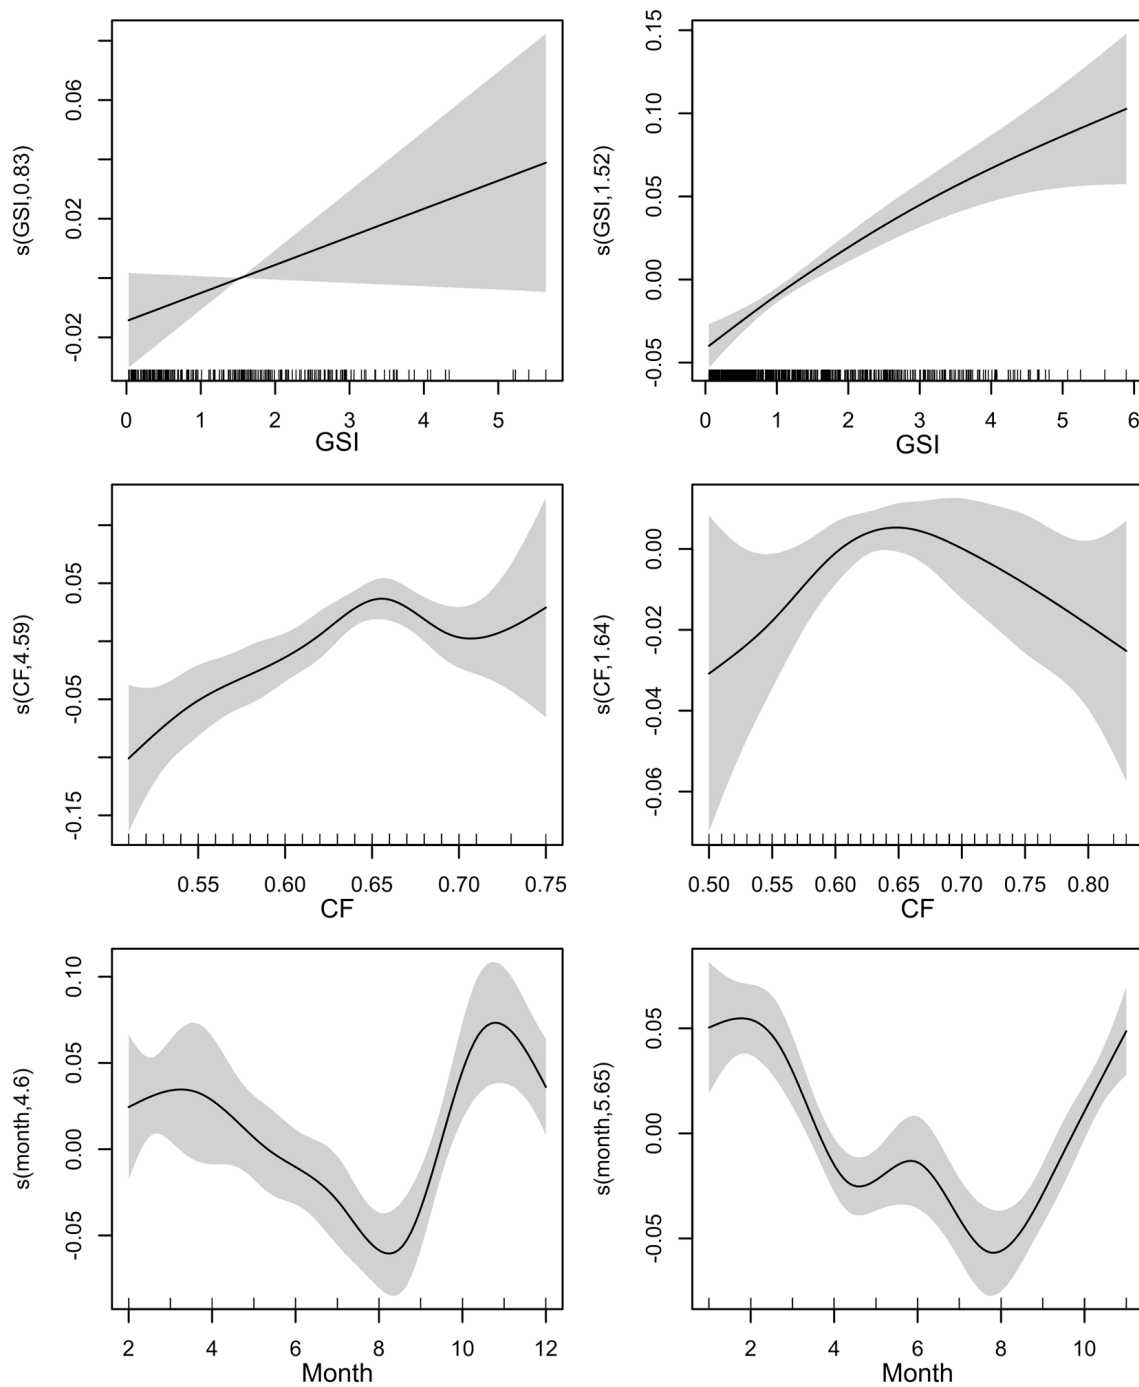 s(GSI,0.83)
-0.02 0.02 0.06
0 1 2 3 4 5
GSI
s(GSI,1.52)
-0.05 0.00 0.05 0.10 0.15
0 1 2 3 4 5 6
GSI
s(CF,4.59)
-0.15 -0.05 0.05
0.55 0.60 0.65 0.70 0.75
CF
s(CF,1.64)
-0.06 -0.04 -0.02 0.00
0.50 0.55 0.60 0.65 0.70 0.75 0.80
CF
s(month,4.6)
-0.05 0.00 0.05 0.10
2 4 6 8 10 12
Month
s(month,5.65)
-0.05 0.00 0.05
2 4 6 8 10
Month